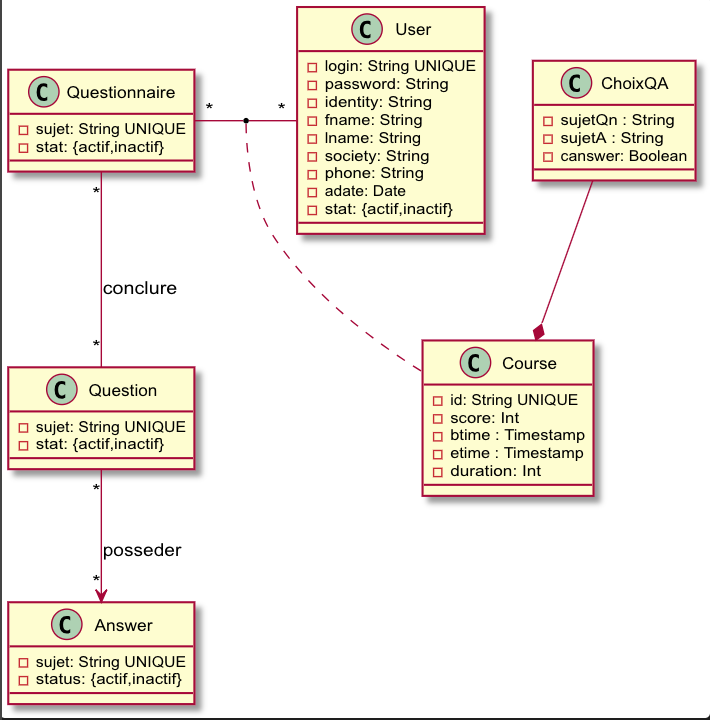 C User
login: String UNIQUE
password: String
identity: String
fname: String
lname: String
society: String
phone: String
adate: Date
stat: {actif,inactif}
C Questionnaire
sujet: String UNIQUE
stat: {actif,inactif}
* *
C ChoixQA
sujetQn : String
sujetA : String
canswer: Boolean
*
conclure
*
C Question
sujet: String UNIQUE
stat: {actif,inactif}
C Course
id: String UNIQUE
score: Int
btime : Timestamp
etime : Timestamp
duration: Int
*
posseder
*
C Answer
sujet: String UNIQUE
status: {actif,inactif}